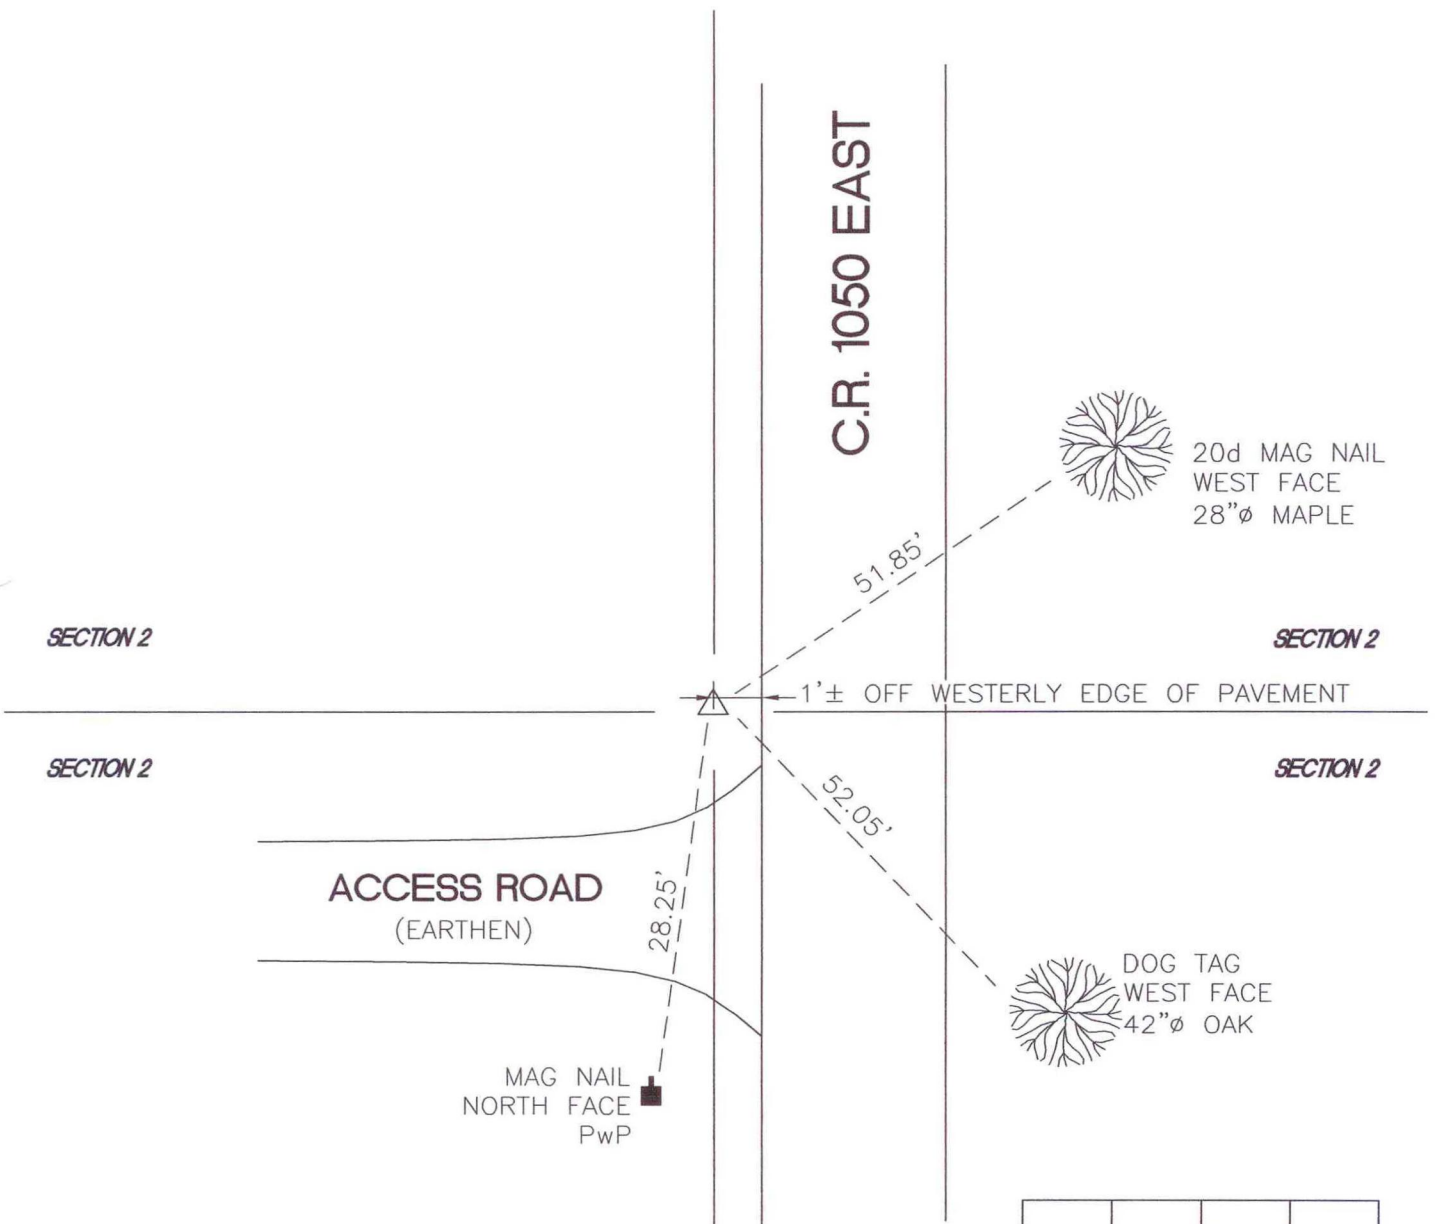 C.R. 1050 EAST
20d MAG NAIL
WEST FACE
28"ø MAPLE
51.85'
SECTION 2
SECTION 2
1'± OFF WESTERLY EDGE OF PAVEMENT
SECTION 2
SECTION 2
52.05'
ACCESS ROAD
(EARTHEN)
28.25'
DOG TAG
WEST FACE
42"ø OAK
MAG NAIL
NORTH FACE
PwP